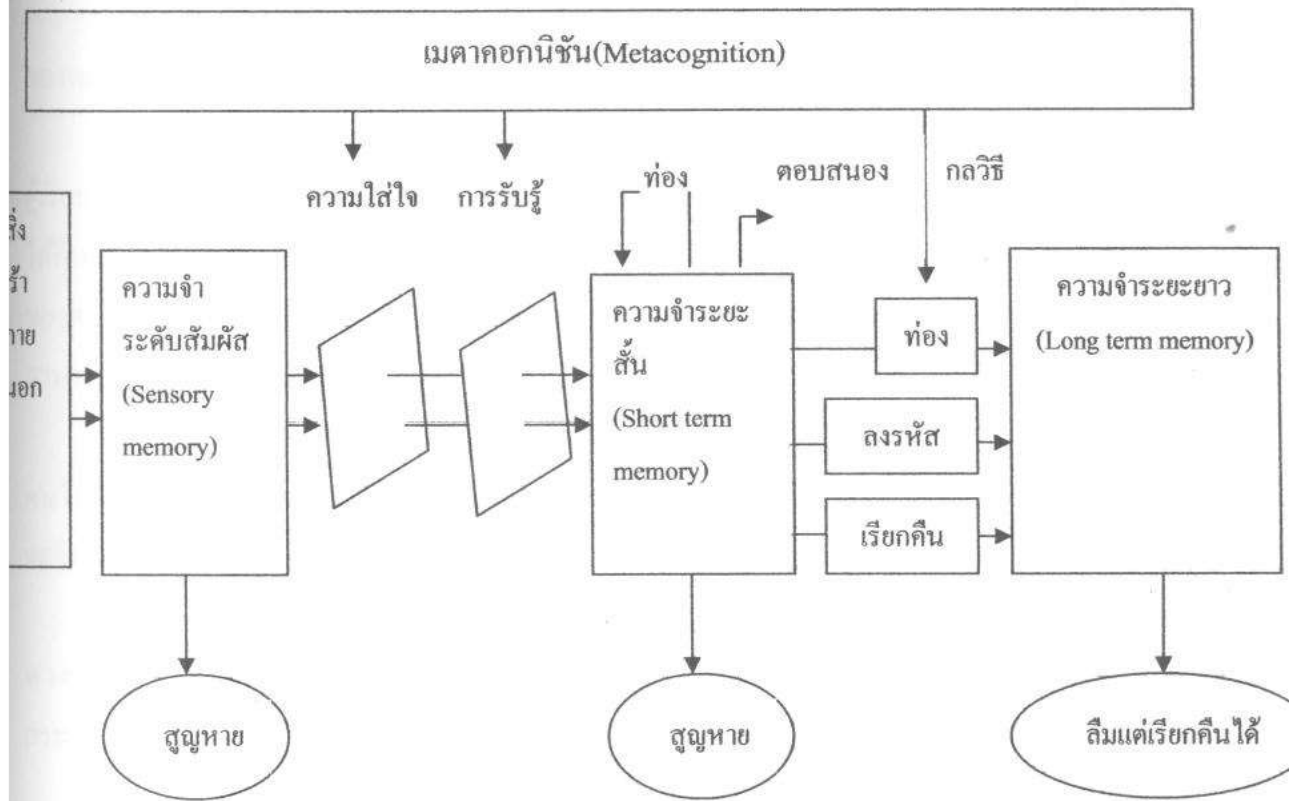 เมตาคอกนิชัน(Metacognition)
ความใส่ใจ
การรับรู้
ท่อง
ตอบสนอง
กลวิธี
ความจำ
ระดับสัมผัส
(Sensory
memory)
ความจำระยะ
สั้น
(Short term
memory)
ท่อง
ลงรหัส
เรียกคืน
ความจำระยะยาว
(Long term memory)
สูญหาย
สูญหาย
ลืมแต่เรียกคืนได้